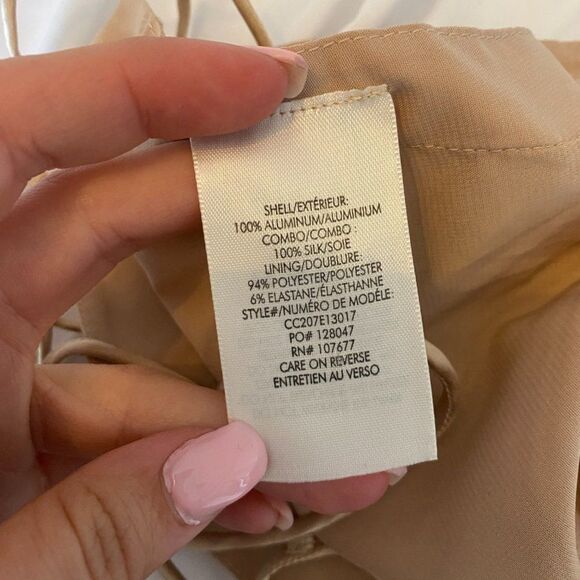 SHELL/EXTÉRIEUR:
100% ALUMINUM/ALUMINIUM
COMBO/COMBO :
100% SILK/SOIE
LINING/DOUBLURE:
94% POLYESTER/POLYESTER
6% ELASTANE/ÉLASTHANNE
STYLE#/NUMÉRO DE MODÈLE:
CC207E13017
PO# 128047
RN# 107677
CARE ON REVERSE
ENTRETIEN AU VERSO